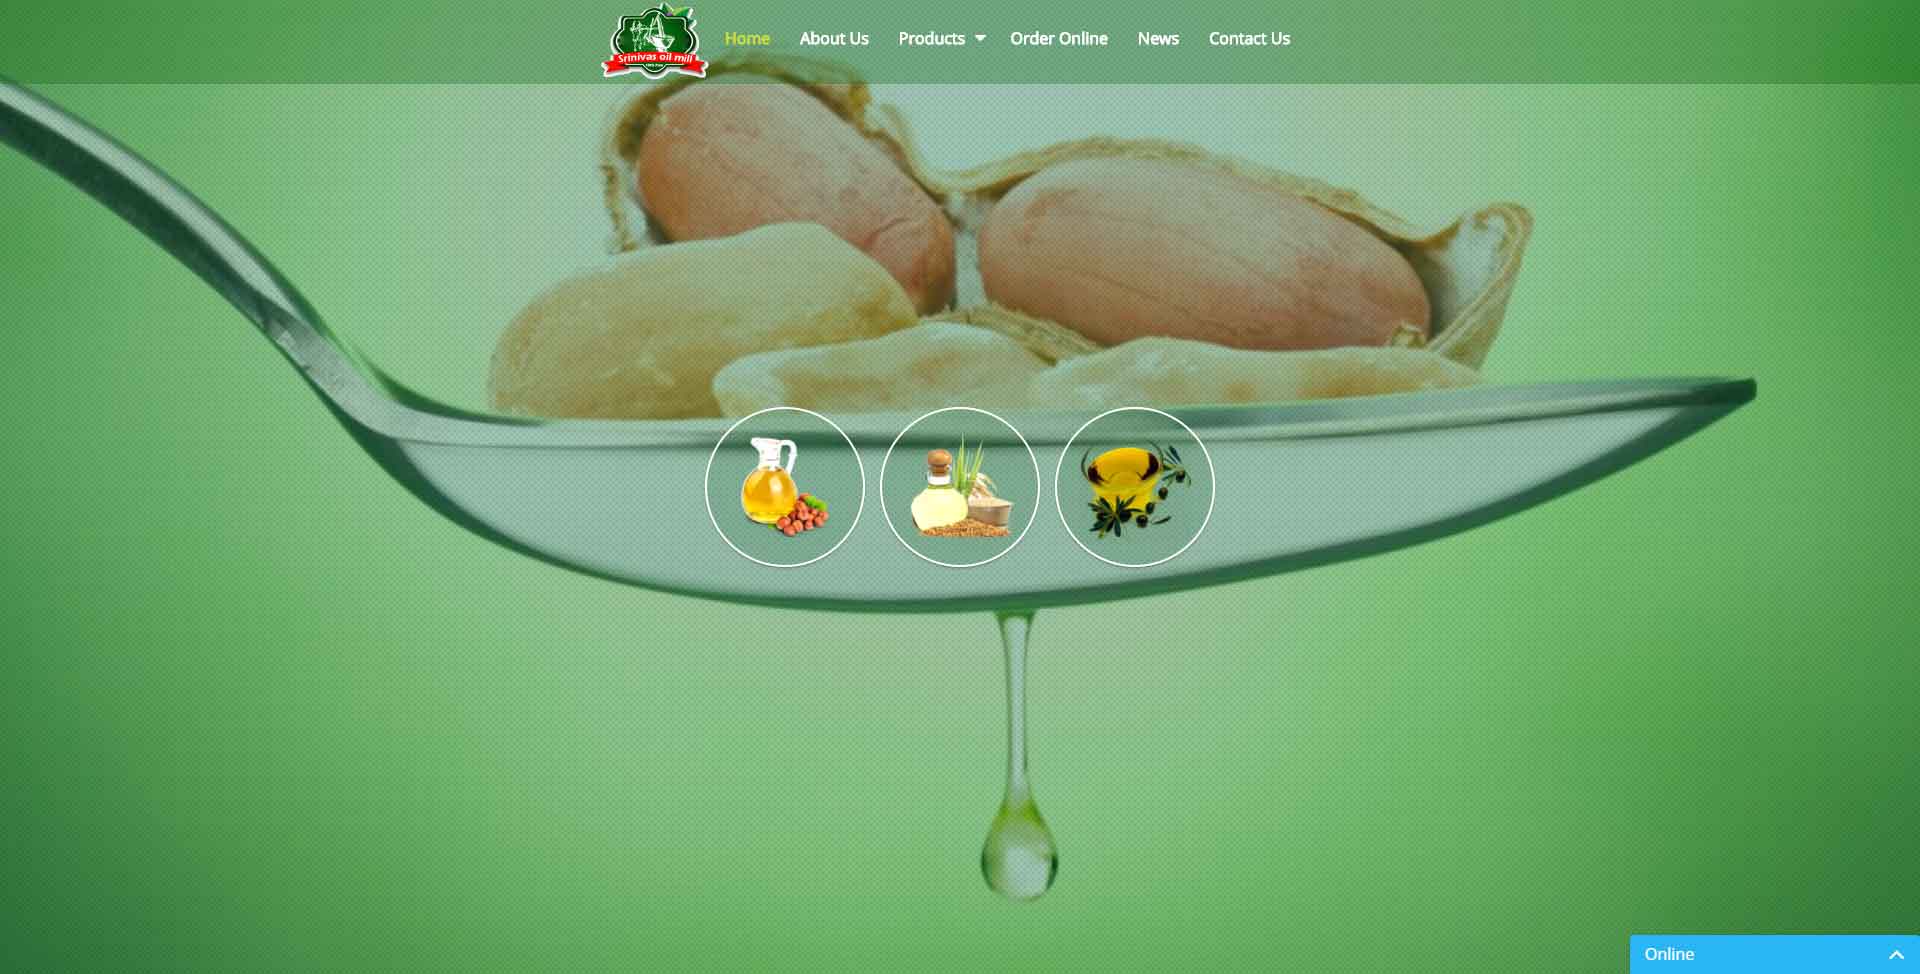 Srinivas oil mill
Home
About Us
Products
Order Online
News
Contact Us
Online